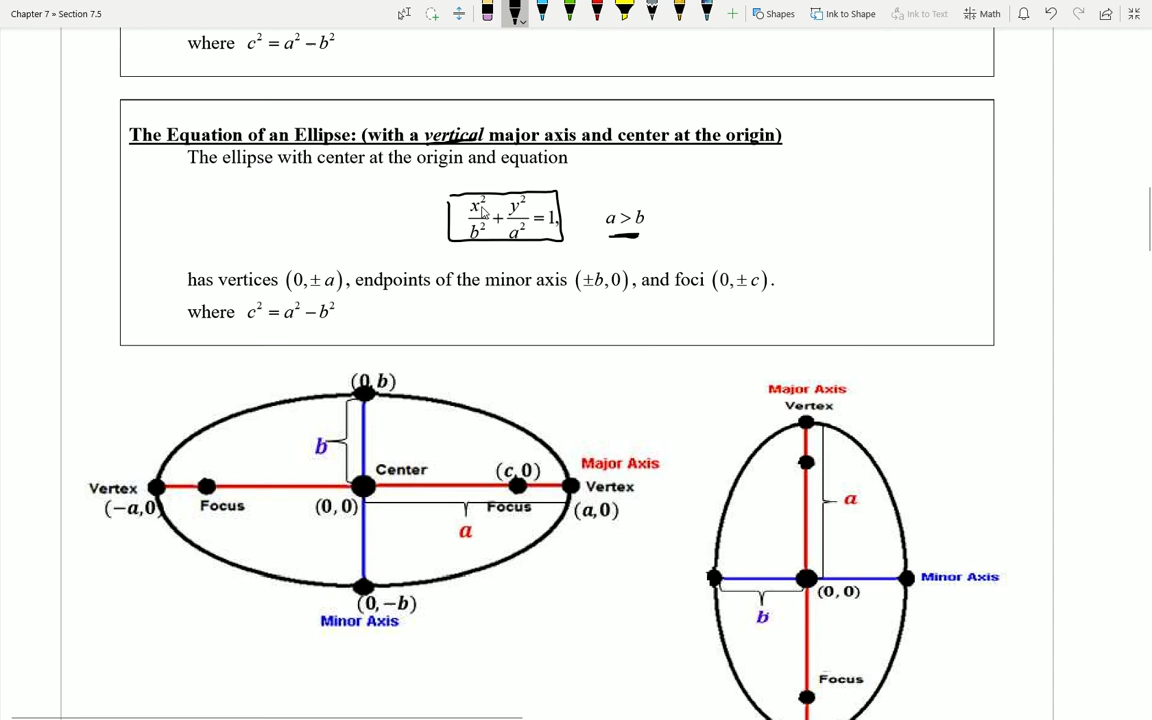 Chapter 7 » Section 7.5
Shapes
Ink to Shape
Ink to Text
Math
where c² = a² − b²
The Equation of an Ellipse: (with a vertical major axis and center at the origin)
The ellipse with center at the origin and equation
x²/b² + y²/a² = 1, a > b
has vertices (0, ± a), endpoints of the minor axis (±b, 0), and foci (0, ± c).
where c² = a² − b²
(0, b)
b
Center
(c, 0)
Major Axis
Vertex
Focus
(0, 0)
Focus
Vertex
(−a, 0
a
(a, 0)
(0, −b)
Minor Axis
Major Axis
Vertex
a
Minor Axis
(0, 0)
b
Focus